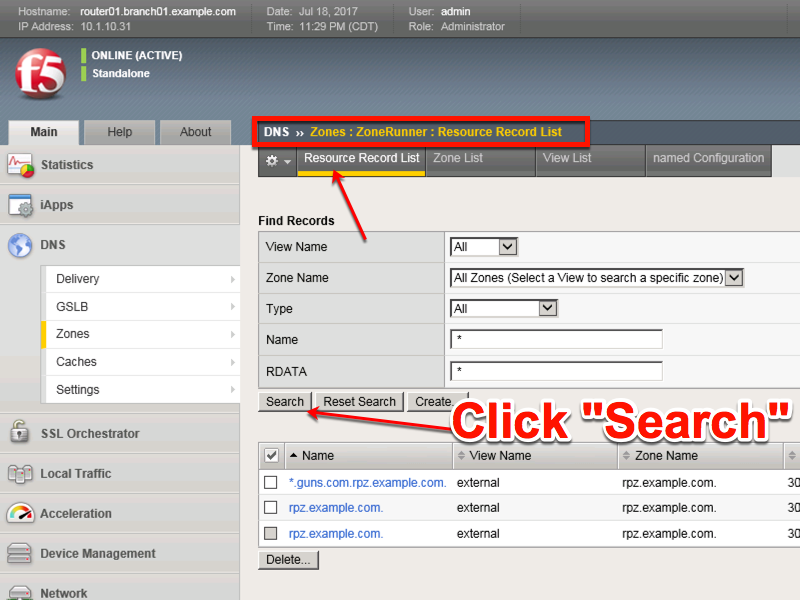 Hostname: router01.branch01.example.com Date: Jul 18, 2017 User: admin
IP Address: 10.1.10.31 Time: 11:29 PM (CDT) Role: Administrator
f5
ONLINE (ACTIVE)
Standalone
Main Help About
DNS ›› Zones : ZoneRunner : Resource Record List
Resource Record List Zone List View List named Configuration
Statistics
iApps
DNS
Delivery
GSLB
Zones
Caches
Settings
SSL Orchestrator
Local Traffic
Acceleration
Device Management
Network
Find Records
View Name All
Zone Name All Zones (Select a View to search a specific zone)
Type All
Name *
RDATA *
Search Reset Search Create...
Click "Search"
Name View Name Zone Name
*.guns.com.rpz.example.com. external rpz.example.com. 30
rpz.example.com. external rpz.example.com. 30
rpz.example.com. external rpz.example.com. 30
Delete...